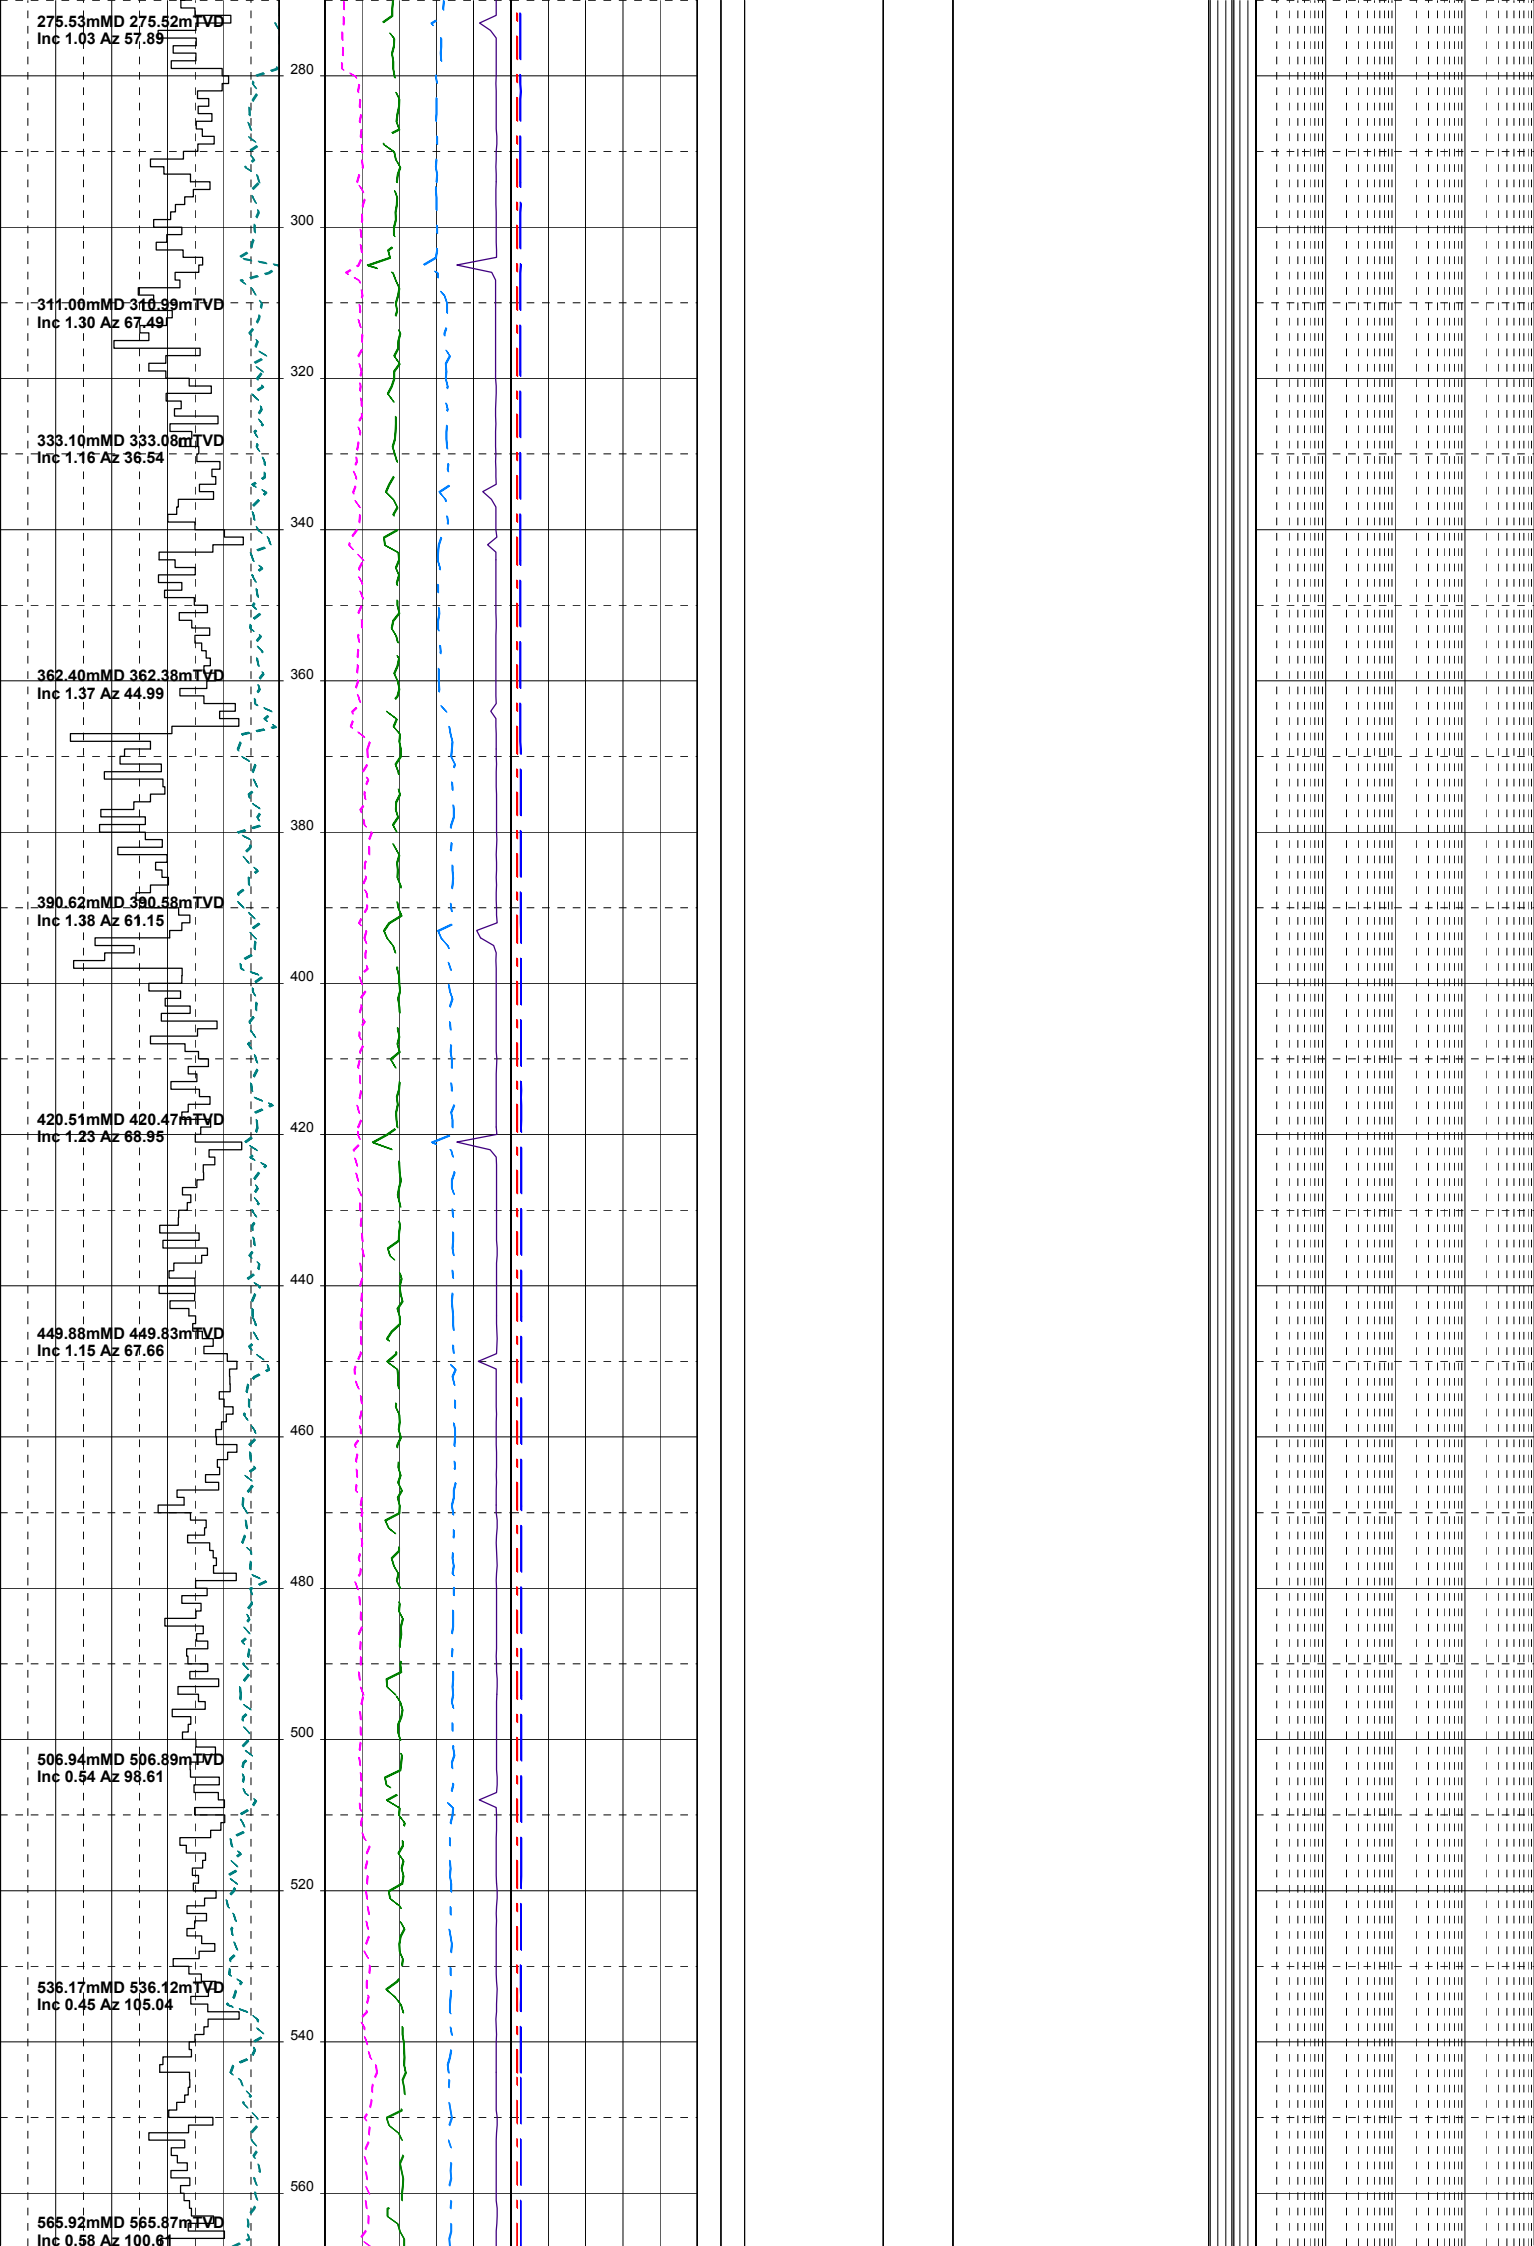 275.53mMD 275.52mTVD
Inc 1.03 Az 57.89
280
300
311.00mMD 310.99mTVD
Inc 1.30 Az 67.49
320
333.10mMD 333.08mTVD
Inc 1.16 Az 36.54
340
360
362.40mMD 362.38mTVD
Inc 1.37 Az 44.99
380
390.62mMD 390.58mTVD
Inc 1.38 Az 61.15
400
420.51mMD 420.47mTVD
420
Inc 1.23 Az 68.95
440
449.88mMD 449.83mTVD
Inc 1.15 Az 67.66
460
480
500
506.94mMD 506.89mTVD
Inc 0.54 Az 98.61
520
536.17mMD 536.12mTVD
Inc 0.45 Az 105.04
540
560
565.92mMD 565.87mTVD
Inc 0.58 Az 100.61